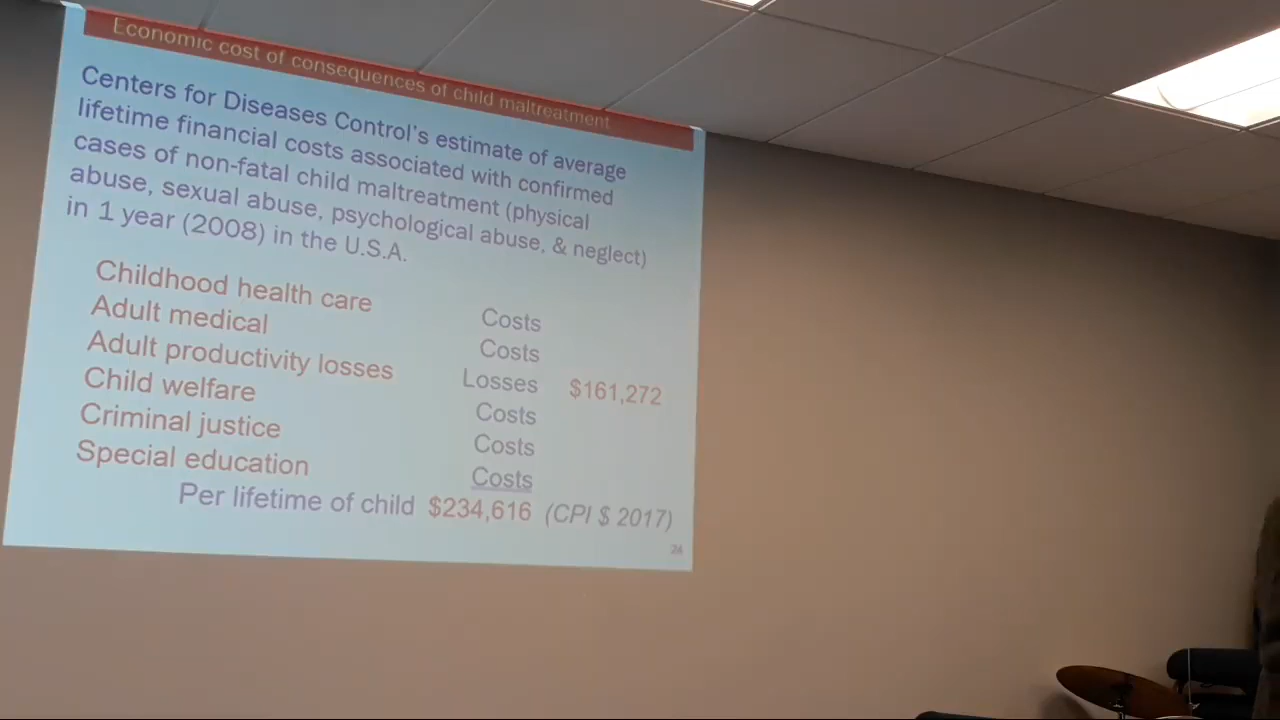 Economic cost of consequences of child maltreatment
Centers for Diseases Control's estimate of average
lifetime financial costs associated with confirmed
cases of non-fatal child maltreatment (physical
abuse, sexual abuse, psychological abuse, & neglect)
in 1 year (2008) in the U.S.A.
Childhood health care Costs
Adult medical Costs
Adult productivity losses Losses $161,272
Child welfare Costs
Criminal justice Costs
Special education Costs
Per lifetime of child $234,616 (CPI $ 2017)
24